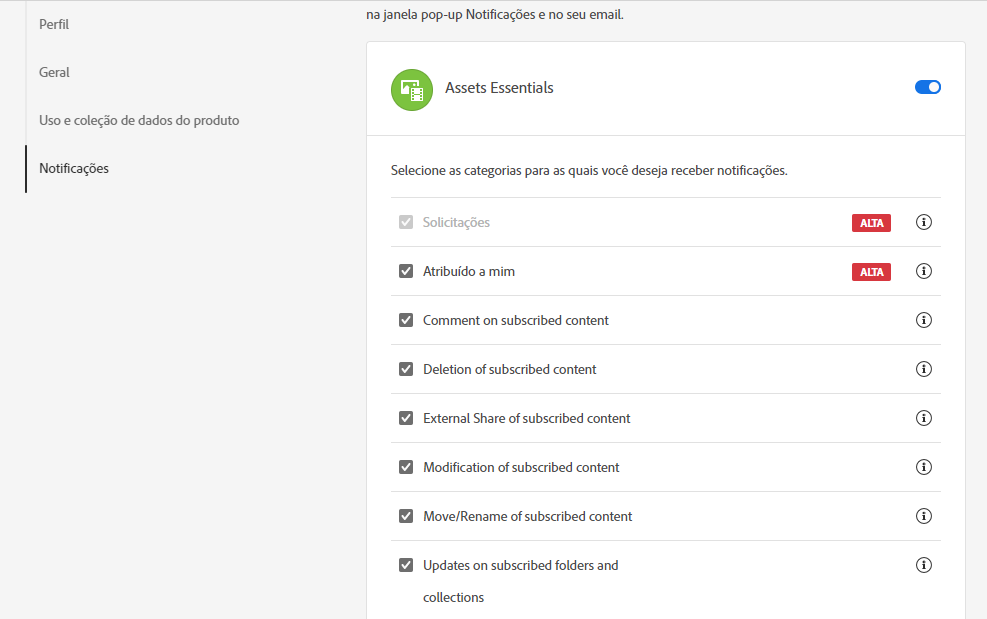 na janela pop-up Notificações e no seu email.
Perfil
Geral
Uso e coleção de dados do produto
Notificações
Assets Essentials
Selecione as categorias para as quais você deseja receber notificações.
Solicitações ALTA
Atribuído a mim ALTA
Comment on subscribed content
Deletion of subscribed content
External Share of subscribed content
Modification of subscribed content
Move/Rename of subscribed content
Updates on subscribed folders and
collections